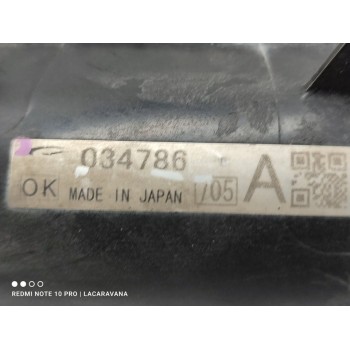 034786
OK MADE IN JAPAN /05 A
REDMI NOTE 10 PRO | LACARAVANA